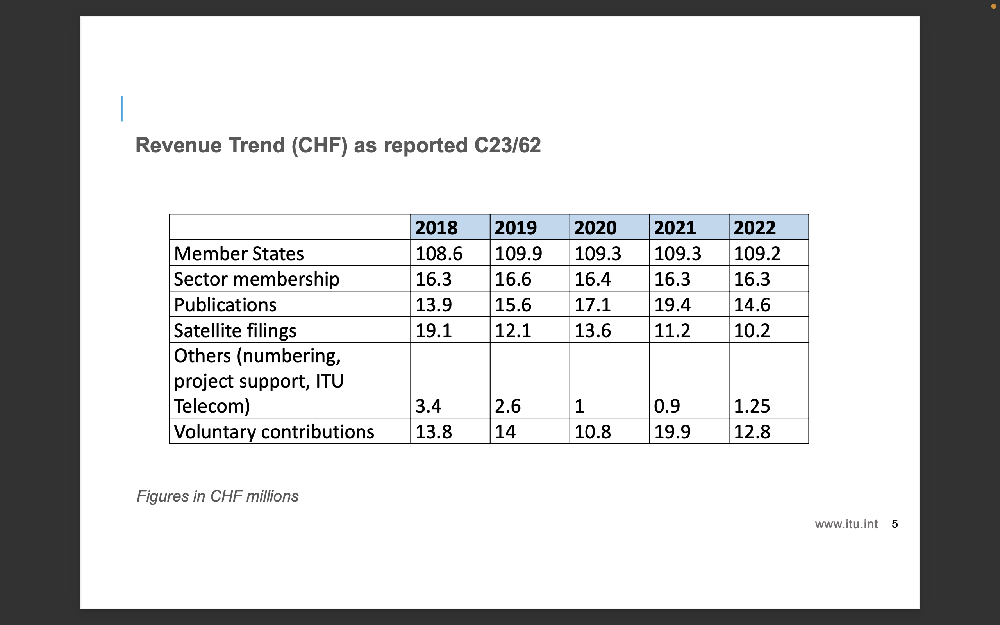 Revenue Trend (CHF) as reported C23/62
2018 2019 2020 2021 2022
Member States 108.6 109.9 109.3 109.3 109.2
Sector membership 16.3 16.6 16.4 16.3 16.3
Publications 13.9 15.6 17.1 19.4 14.6
Satellite filings 19.1 12.1 13.6 11.2 10.2
Others (numbering,
project support, ITU
Telecom) 3.4 2.6 1 0.9 1.25
Voluntary contributions 13.8 14 10.8 19.9 12.8
Figures in CHF millions
www.itu.int 5